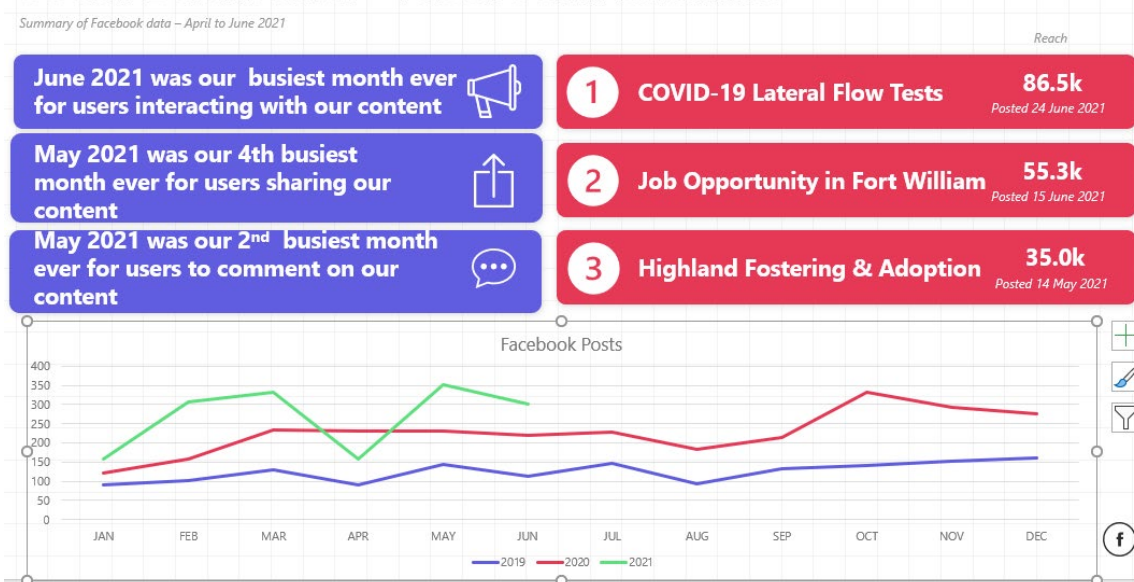 Summary of Facebook data – April to June 2021
Reach
June 2021 was our busiest month ever
for users interacting with our content
May 2021 was our 4th busiest
month ever for users sharing our
content
May 2021 was our 2nd busiest month
ever for users to comment on our
content
1
COVID-19 Lateral Flow Tests
86.5k
Posted 24 June 2021
2
Job Opportunity in Fort William
55.3k
Posted 15 June 2021
3
Highland Fostering & Adoption
35.0k
Posted 14 May 2021
Facebook Posts
400
350
300
250
200
150
100
50
0
JAN FEB MAR APR MAY JUN JUL AUG SEP OCT NOV DEC
2019 2020 2021
f